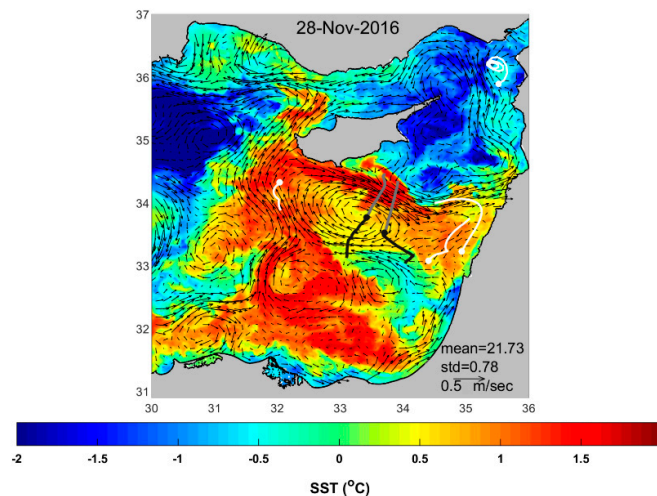 37
36
35
34
33
32
31
28-Nov-2016
mean=21.73
std=0.78
0.5 m/sec
30 31 32 33 34 35 36
-2 -1.5 -1 -0.5 0 0.5 1 1.5
SST (°C)